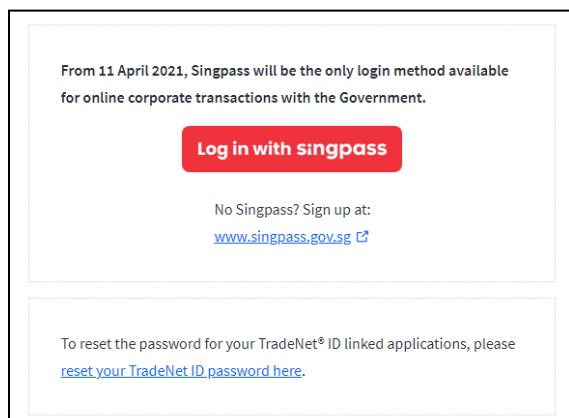 From 11 April 2021, Singpass will be the only login method available
for online corporate transactions with the Government.
Log in with singpass
No Singpass? Sign up at:
www.singpass.gov.sg
To reset the password for your TradeNet® ID linked applications, please
reset your TradeNet ID password here.